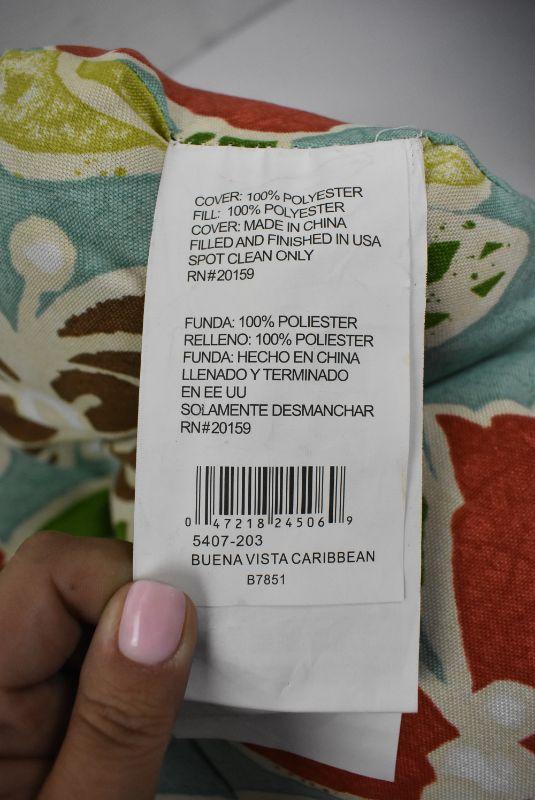 COVER: 100% POLYESTER
FILL: 100% POLYESTER
COVER: MADE IN CHINA
FILLED AND FINISHED IN USA
SPOT CLEAN ONLY
RN#20159
FUNDA: 100% POLIESTER
RELLENO: 100% POLIESTER
FUNDA: HECHO EN CHINA
LLENADO Y TERMINADO
EN EE UU
SOLAMENTE DESMANCHAR
RN#20159
0 47218 24506 9
5407-203
BUENA VISTA CARIBBEAN
B7851